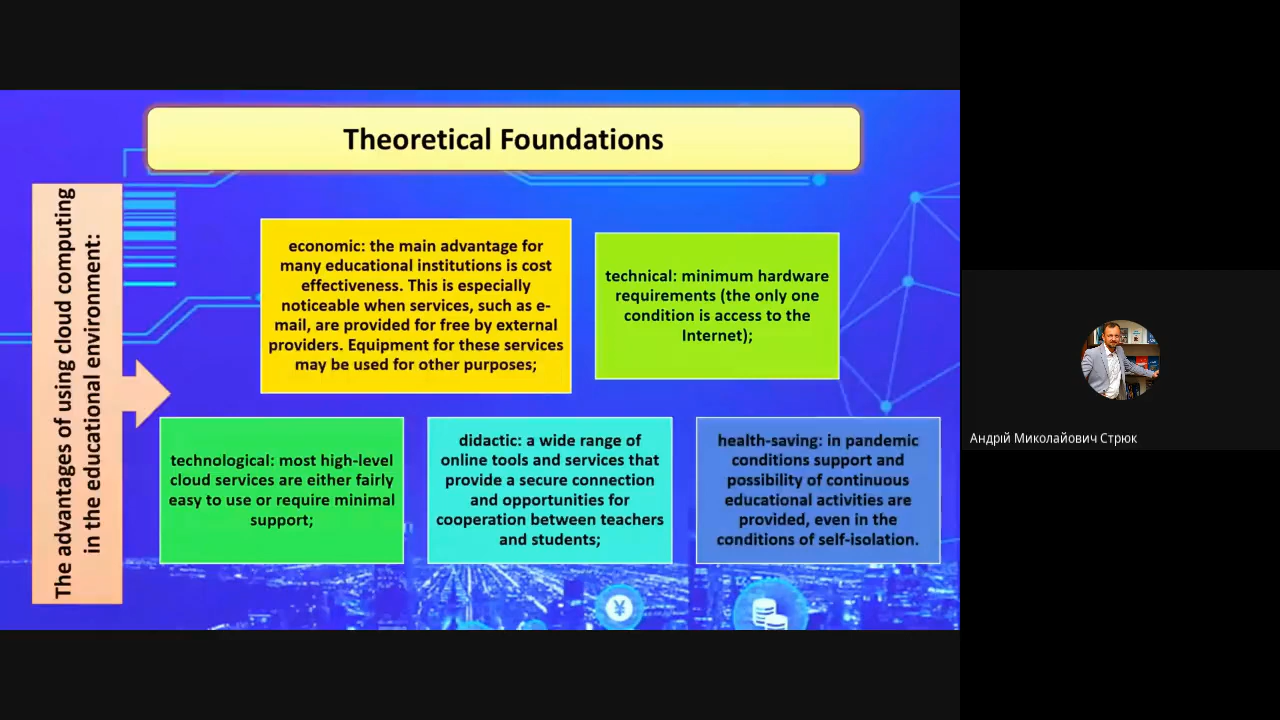 Theoretical Foundations
The advantages of using cloud computing
in the educational environment:
economic: the main advantage for
many educational institutions is cost
effectiveness. This is especially
noticeable when services, such as e-
mail, are provided for free by external
providers. Equipment for these services
may be used for other purposes;
technical: minimum hardware
requirements (the only one
condition is access to the
Internet);
technological: most high-level
cloud services are either fairly
easy to use or require minimal
support;
didactic: a wide range of
online tools and services that
provide a secure connection
and opportunities for
cooperation between teachers
and students;
health-saving: in pandemic
conditions support and
possibility of continuous
educational activities are
provided, even in the
conditions of self-isolation.
¥
Андрій Миколайович Стрюк